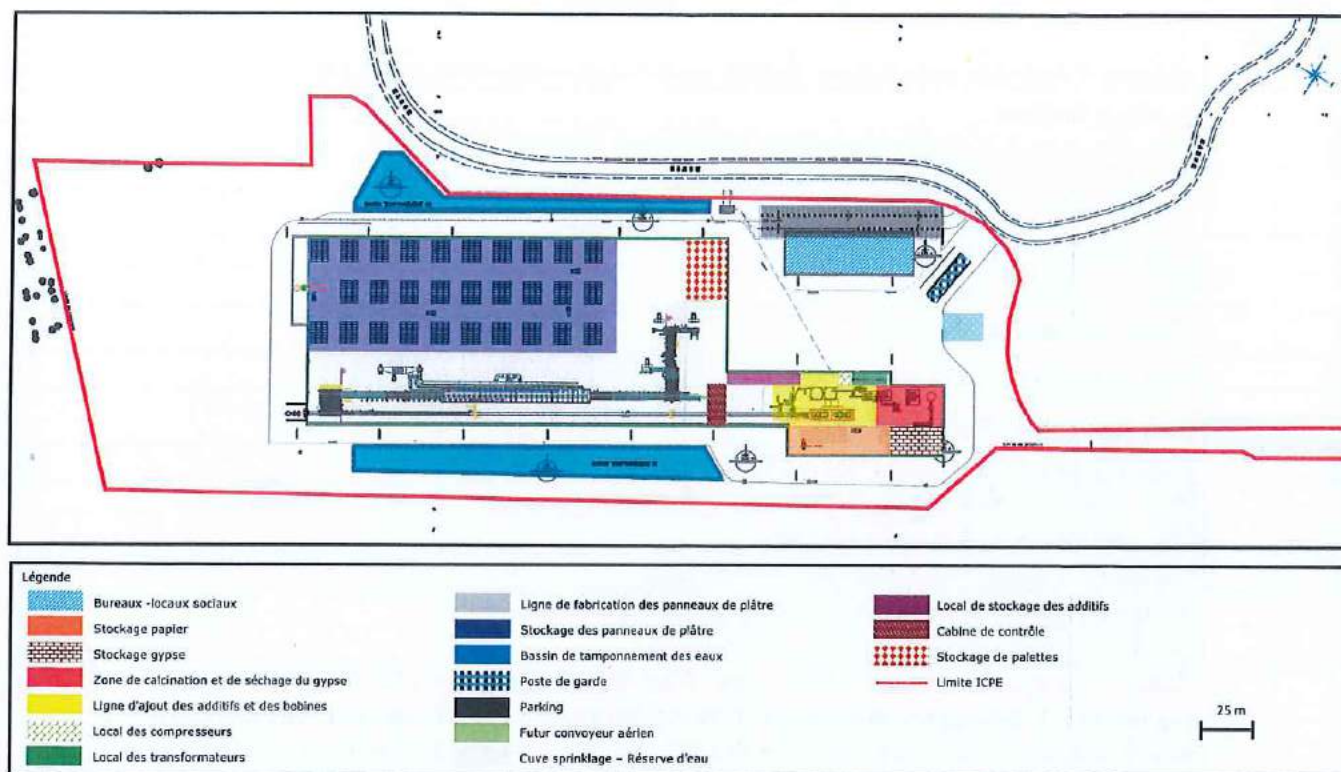 Légende
Bureaux -locaux sociaux
Stockage papier
Stockage gypse
Zone de calcination et de séchage du gypse
Ligne d'ajout des additifs et des bobines
Local des compresseurs
Local des transformateurs
Ligne de fabrication des panneaux de plâtre
Stockage des panneaux de plâtre
Bassin de tamponnement des eaux
Poste de garde
Parking
Futur convoyeur aérien
Cuve sprinklage – Réserve d'eau
Local de stockage des additifs
Cabine de contrôle
Stockage de palettes
Limite ICPE
25 m